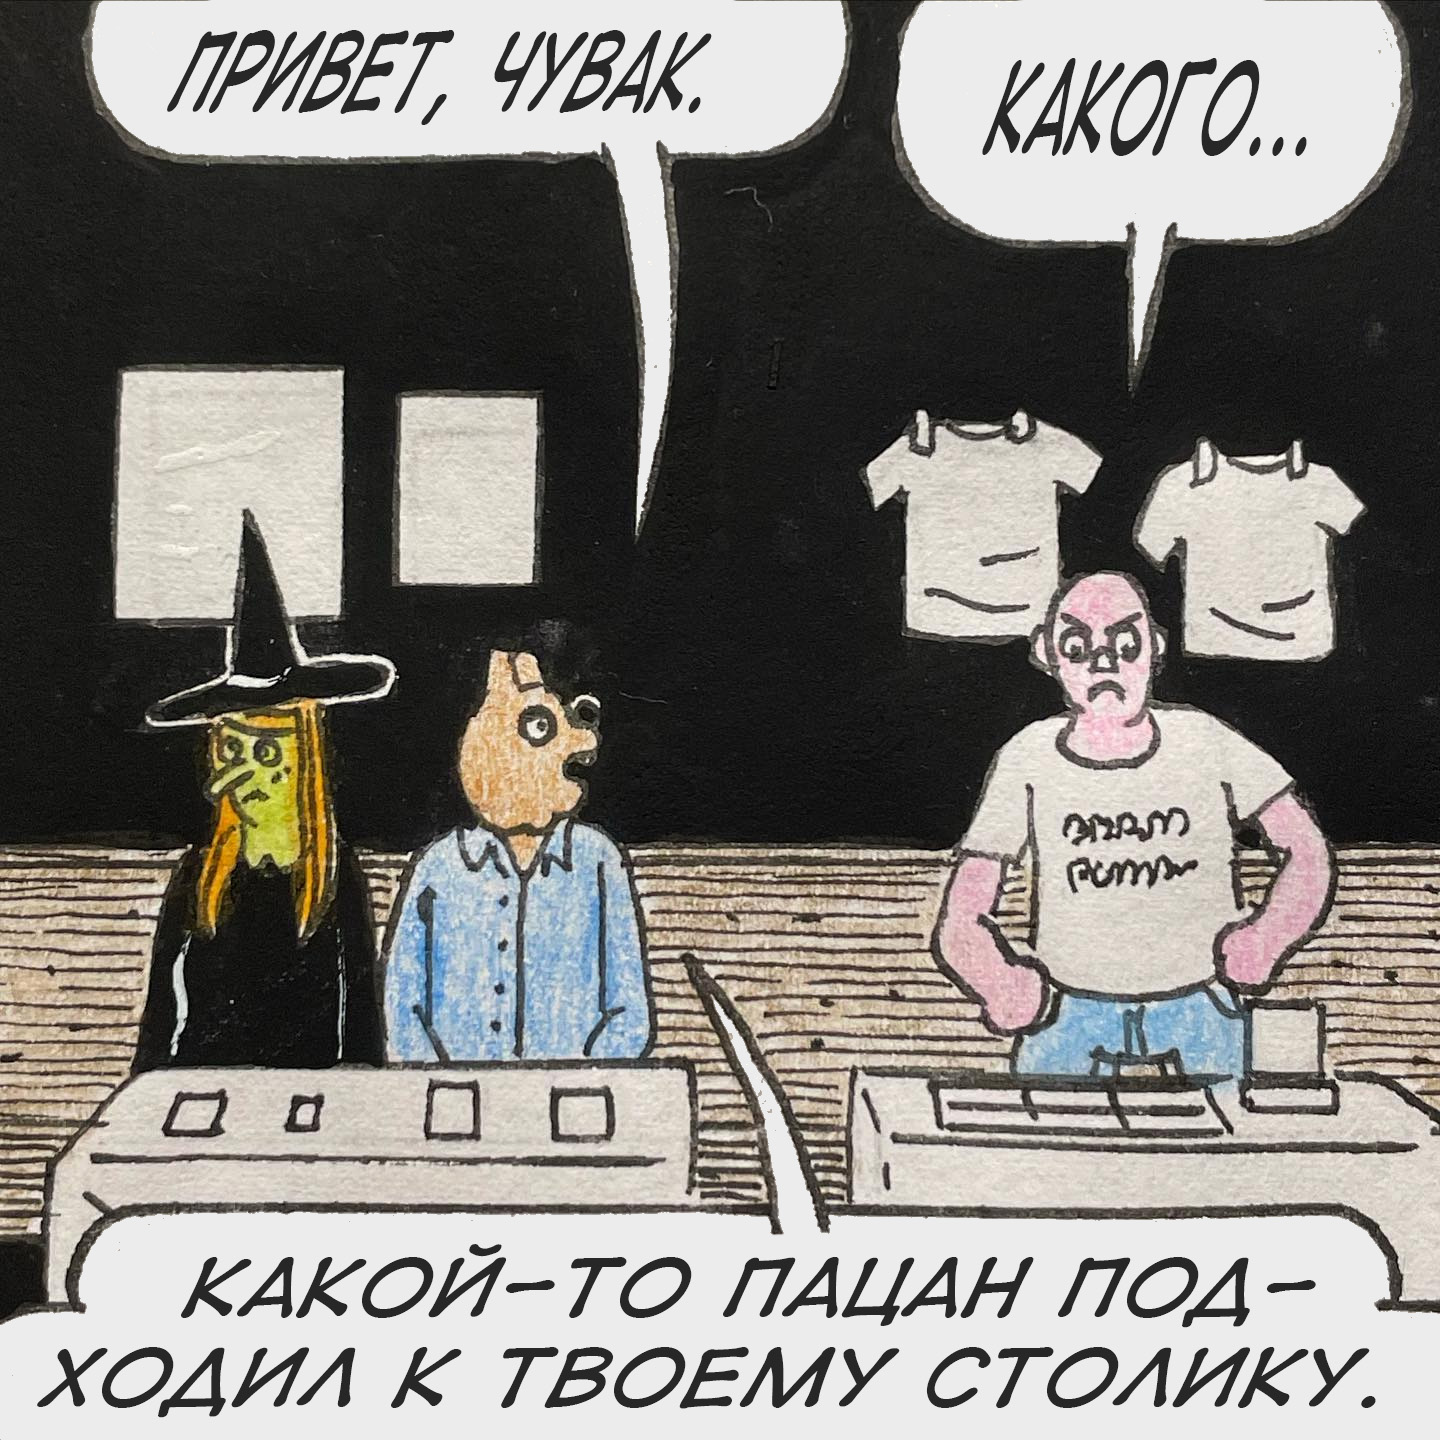 ПРИВЕТ, ЧУВАК.
КАКОГО...
КАКОЙ-ТО ПАЦАН ПОД-
ХОДИЛ К ТВОЕМУ СТОЛИКУ.